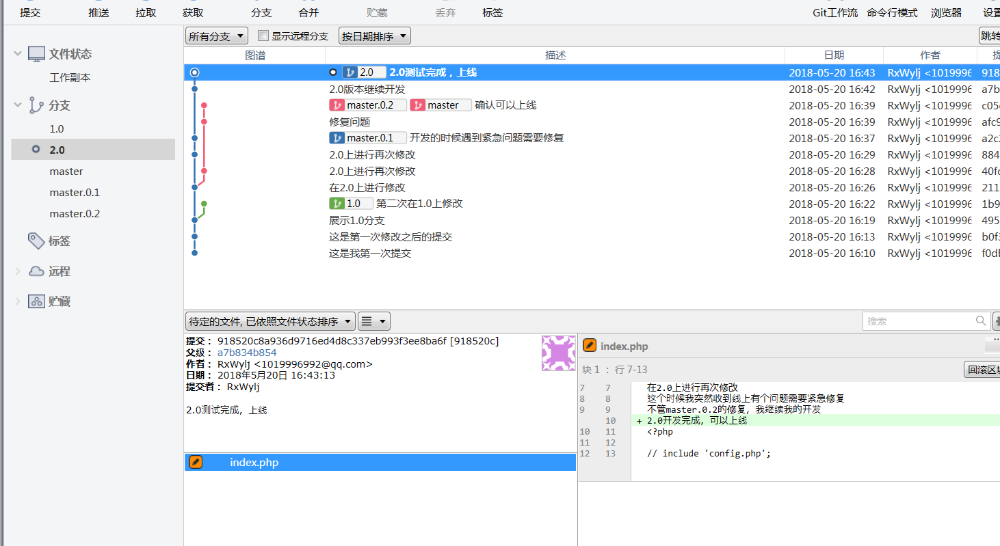 提交 推送 拉取 获取 分支 合并 贮藏 丢弃 标签 Git工作流 命令行模式 浏览器 设置
所有分支 显示远程分支 按日期排序 跳转
文件状态
工作副本
分支
1.0
2.0
master
master.0.1
master.0.2
标签
远程
贮藏
图谱 描述 日期 作者 提
2.0 2.0测试完成，上线 2018-05-20 16:43 RxWylj <1019996 918
2.0版本继续开发 2018-05-20 16:42 RxWylj <1019996 a7b
master.0.2 master 确认可以上线 2018-05-20 16:39 RxWylj <1019996 c05
修复问题 2018-05-20 16:39 RxWylj <1019996 afc9
master.0.1 开发的时候遇到紧急问题需要修复 2018-05-20 16:37 RxWylj <1019996 a2c
2.0上进行再次修改 2018-05-20 16:29 RxWylj <1019996 884
2.0上进行再次修改 2018-05-20 16:28 RxWylj <1019996 40fc
在2.0上进行修改 2018-05-20 16:26 RxWylj <1019996 211
1.0 第二次在1.0上修改 2018-05-20 16:22 RxWylj <1019996 1b9
展示1.0分支 2018-05-20 16:19 RxWylj <1019996 495
这是第一次修改之后的提交 2018-05-20 16:13 RxWylj <1019996 b0f
这是我第一次提交 2018-05-20 16:10 RxWylj <1019996 f0db
待定的文件, 已依照文件状态排序 搜索
提交： 918520c8a936d9716ed4d8c337eb993f3ee8ba6f [918520c]
父级： a7b834b854
作者： RxWylj <1019996992@qq.com>
日期： 2018年5月20日 16:43:13
提交者： RxWylj
2.0测试完成，上线
index.php
index.php
块 1 ： 行 7-13 回滚区块
7 7 在2.0上进行再次修改
8 8 这个时候我突然收到线上有个问题需要紧急修复
9 9 不管master.0.2的修复，我继续我的开发
10 + 2.0开发完成，可以上线
10 11 <?php
11 12
12 13 // include 'config.php';